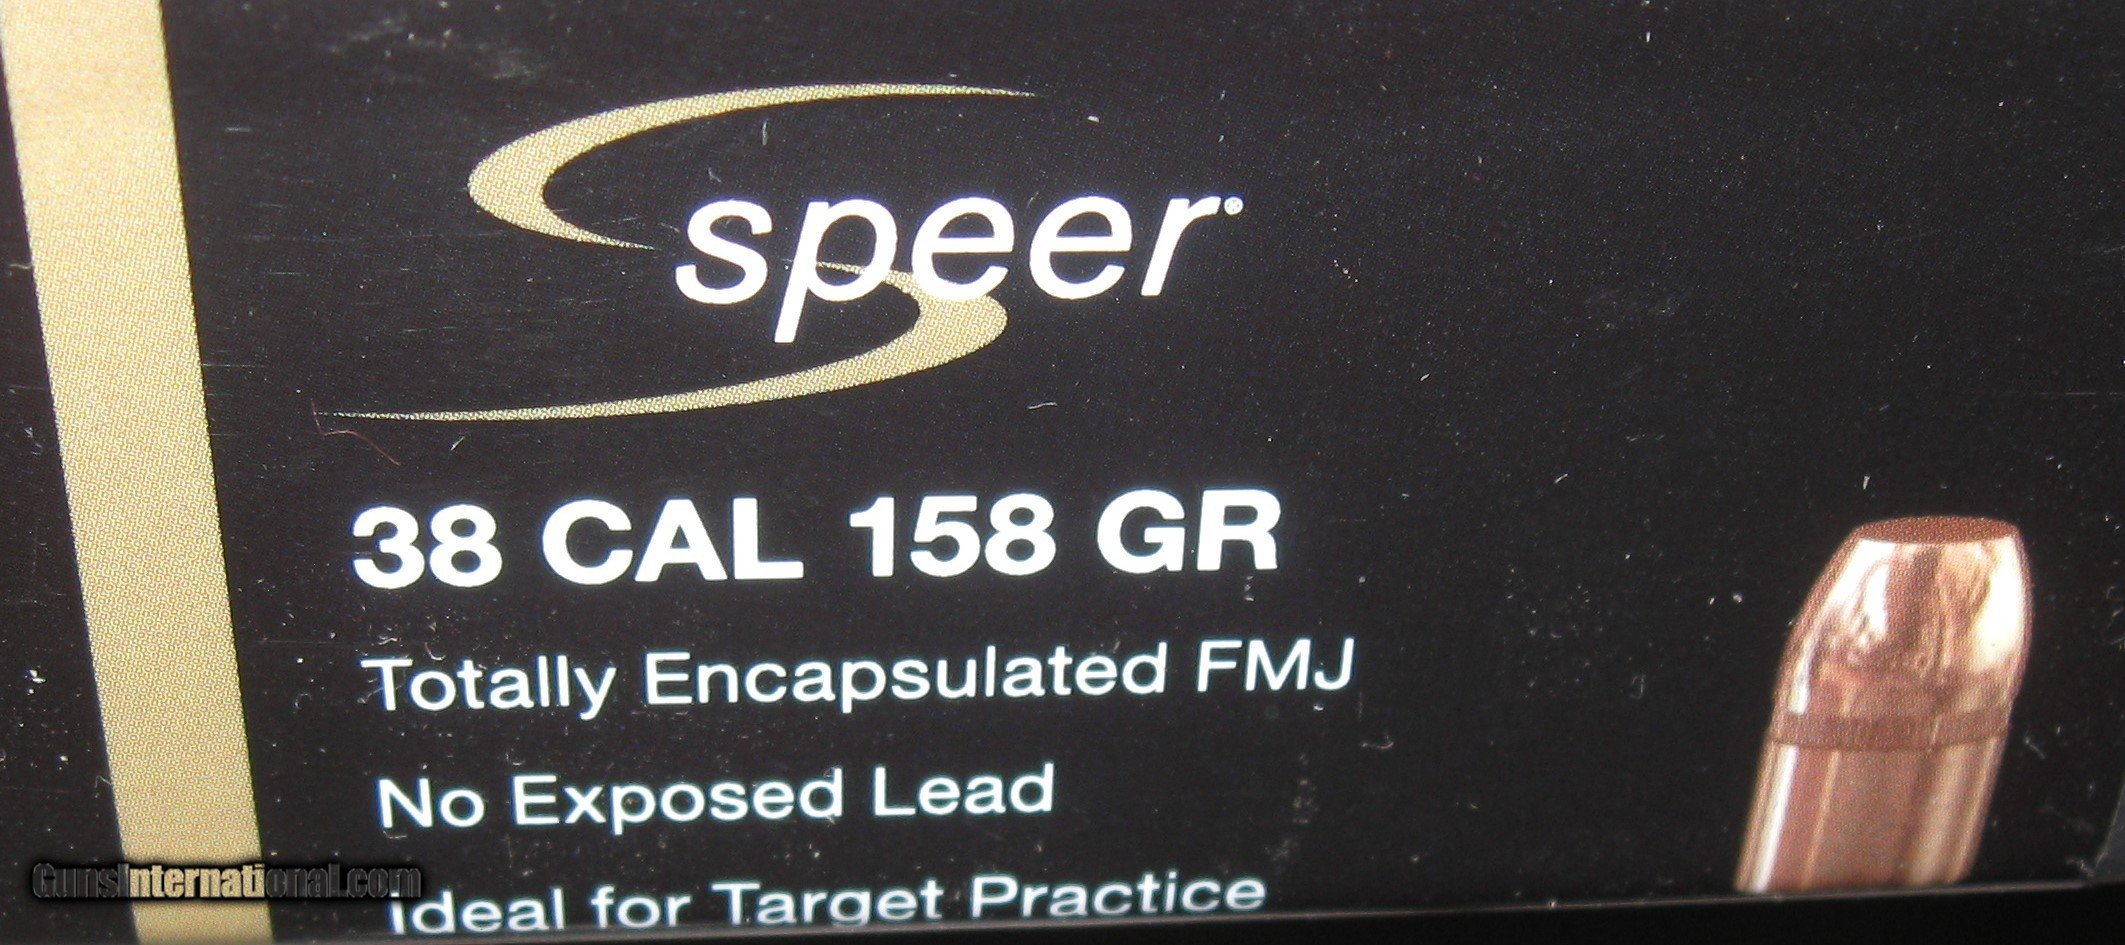 speer®
38 CAL 158 GR
Totally Encapsulated FMJ
No Exposed Lead
Ideal for Target Practice
GunsInternational.com